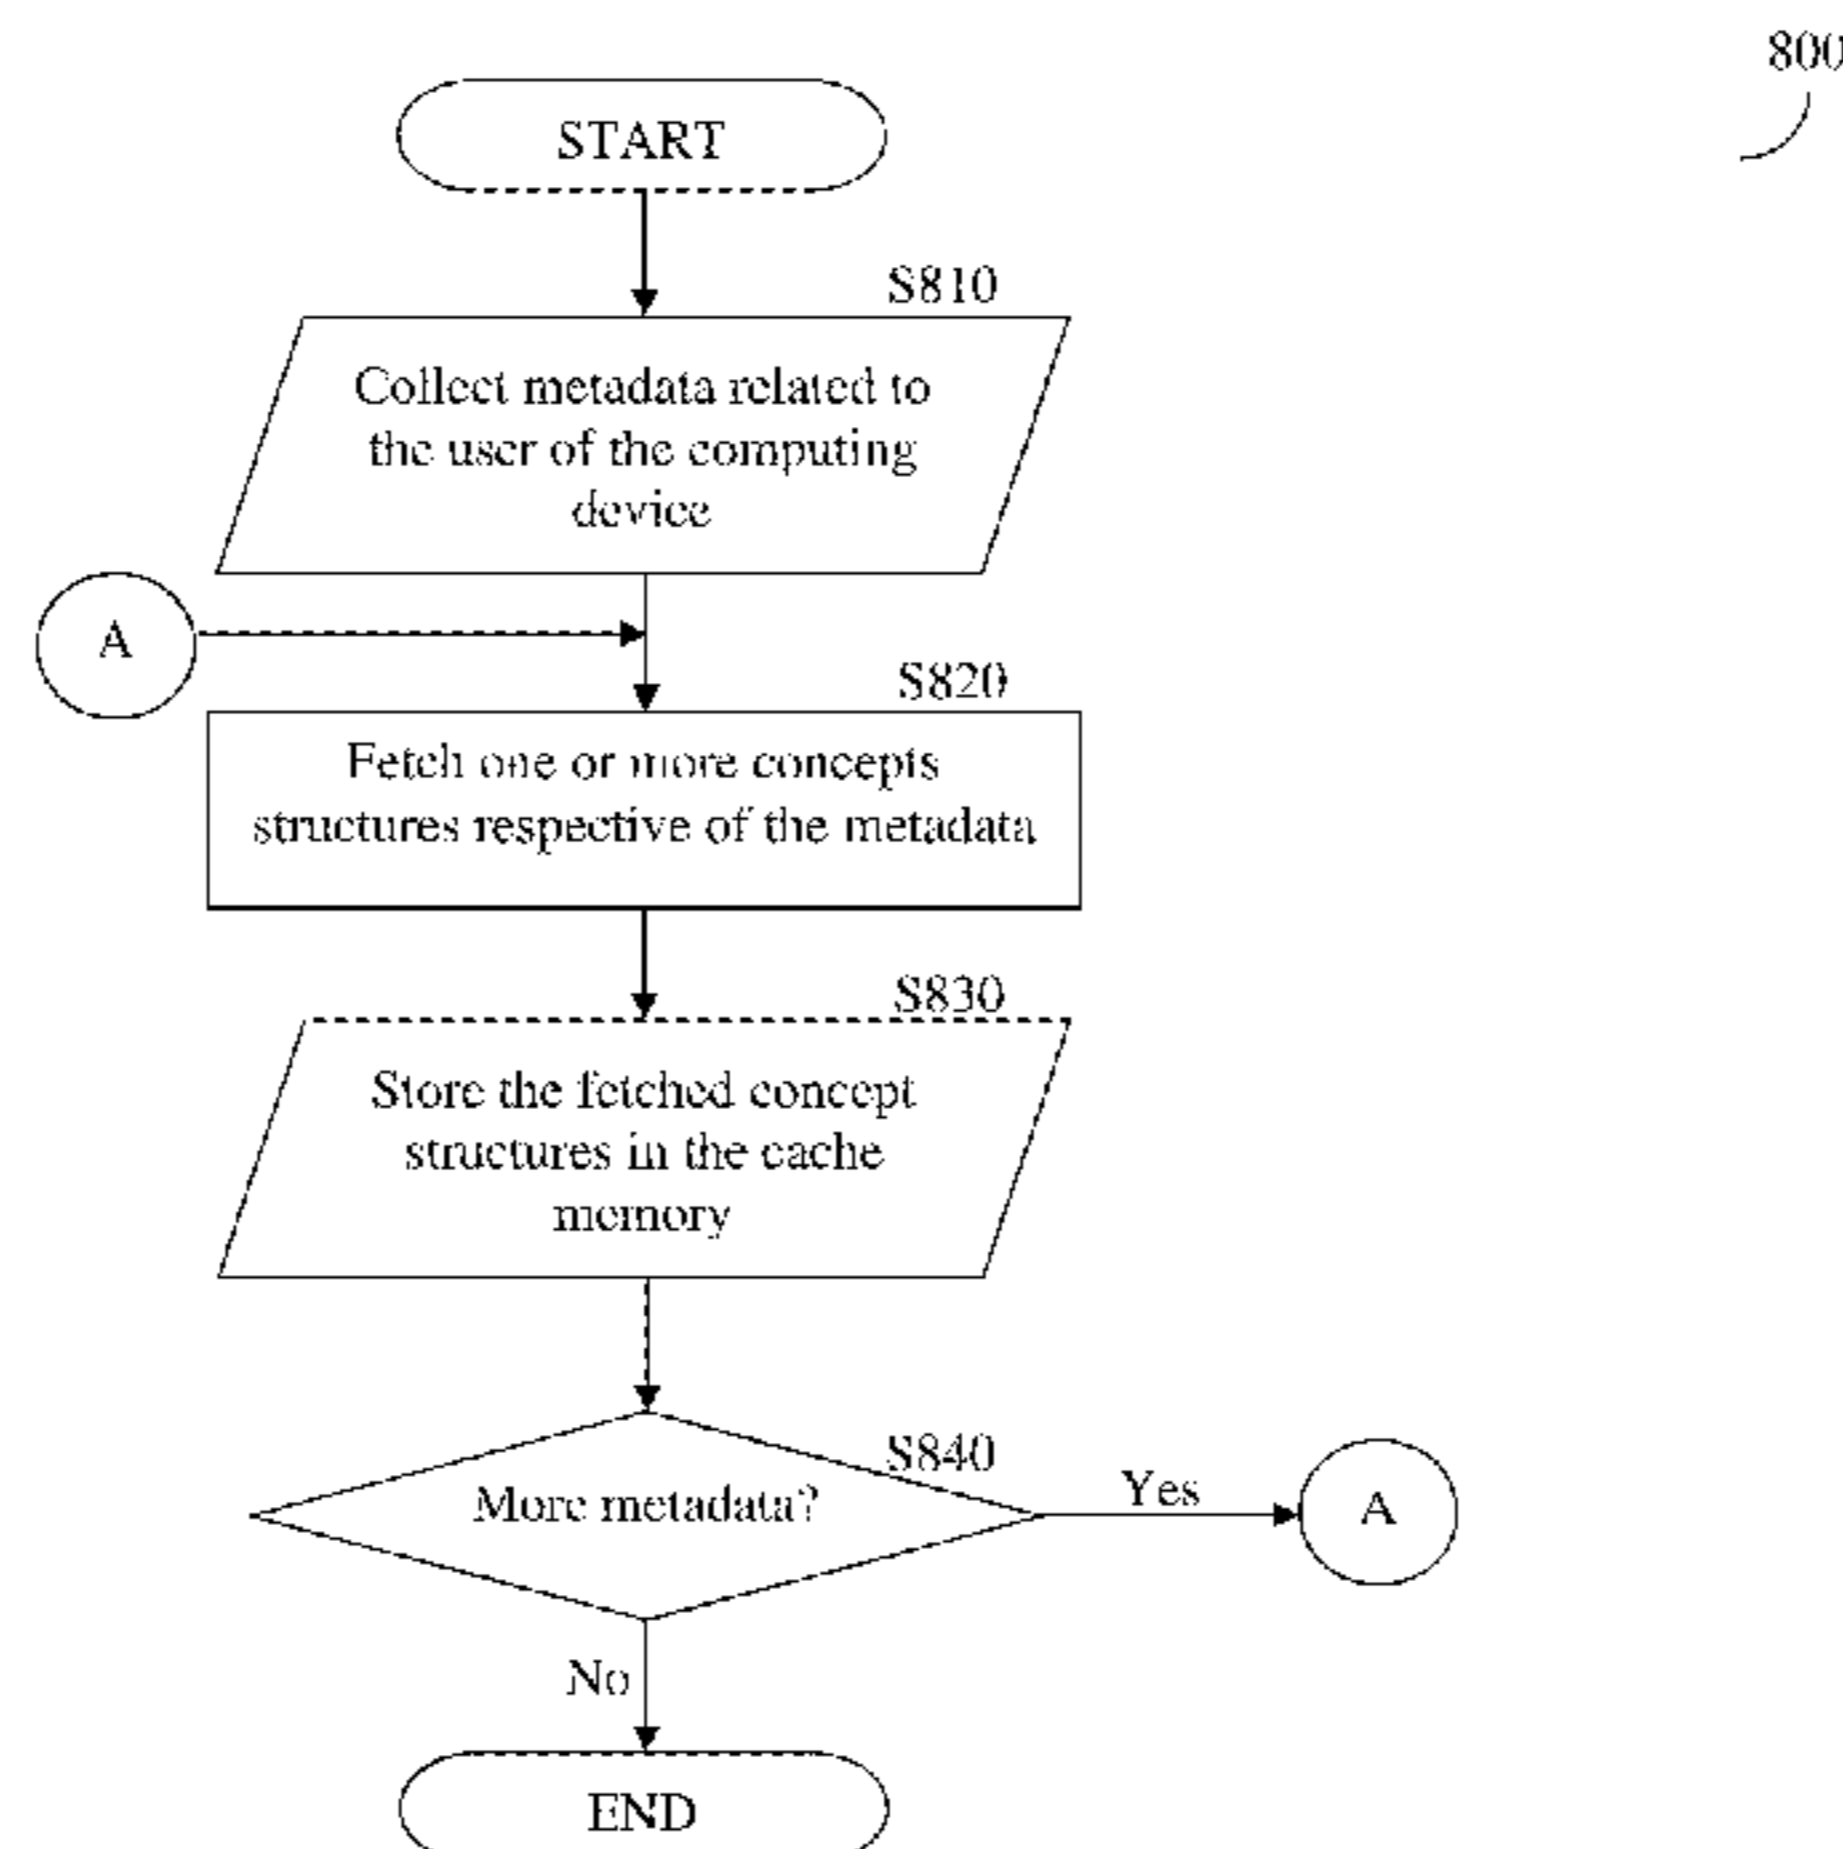 800
START
S810
Collect metadata related to
the user of the computing
device
A
S820
Fetch one or more concepts
structures respective of the metadata
S830
Store the fetched concept
structures in the cache
memory
S840
More metadata?
Yes
A
No
END